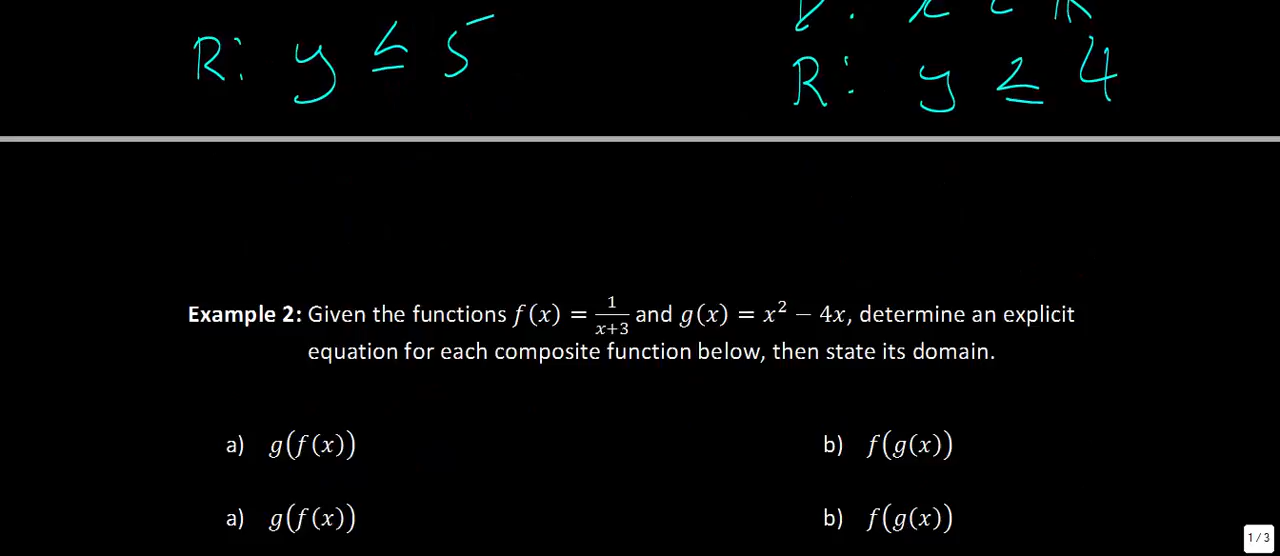 R: y ≤ 5
R: y ≥ 4
Example 2: Given the functions f(x) = 1/(x+3) and g(x) = x² − 4x, determine an explicit
equation for each composite function below, then state its domain.
a) g(f(x)) b) f(g(x))
a) g(f(x)) b) f(g(x))
1 / 3